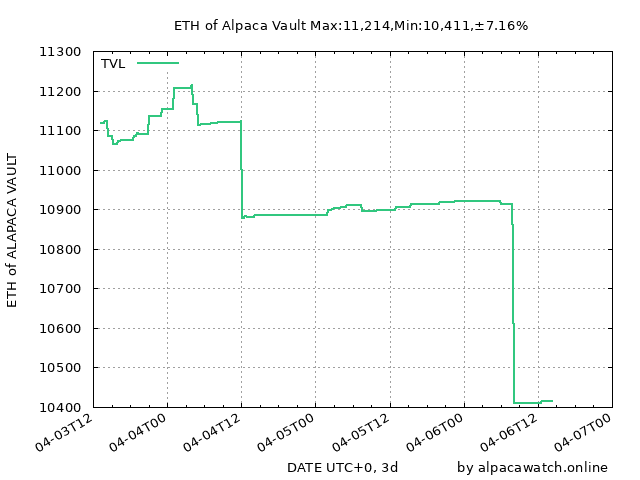 ETH of Alpaca Vault Max:11,214,Min:10,411,±7.16%
TVL
11300
11200
11100
11000
10900
10800
10700
10600
10500
10400
ETH of ALAPACA VAULT
04-03T12
04-04T00
04-04T12
04-05T00
04-05T12
04-06T00
04-06T12
04-07T00
DATE UTC+0, 3d
by alpacawatch.online